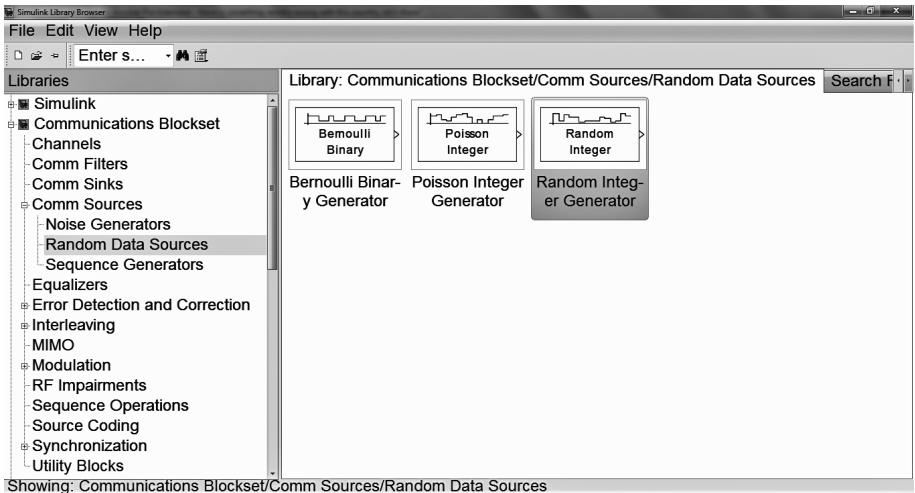 Simulink Library Browser
File Edit View Help
Enter s...
Libraries
Library: Communications Blockset/Comm Sources/Random Data Sources
Search F
Simulink
Communications Blockset
Channels
Comm Filters
Comm Sinks
Comm Sources
Noise Generators
Random Data Sources
Sequence Generators
Equalizers
Error Detection and Correction
Interleaving
MIMO
Modulation
RF Impairments
Sequence Operations
Source Coding
Synchronization
Utility Blocks
Bernoulli
Binary
Bernoulli Binar-
y Generator
Poisson
Integer
Poisson Integer
Generator
Random
Integer
Random Integ-
er Generator
Showing: Communications Blockset/Comm Sources/Random Data Sources